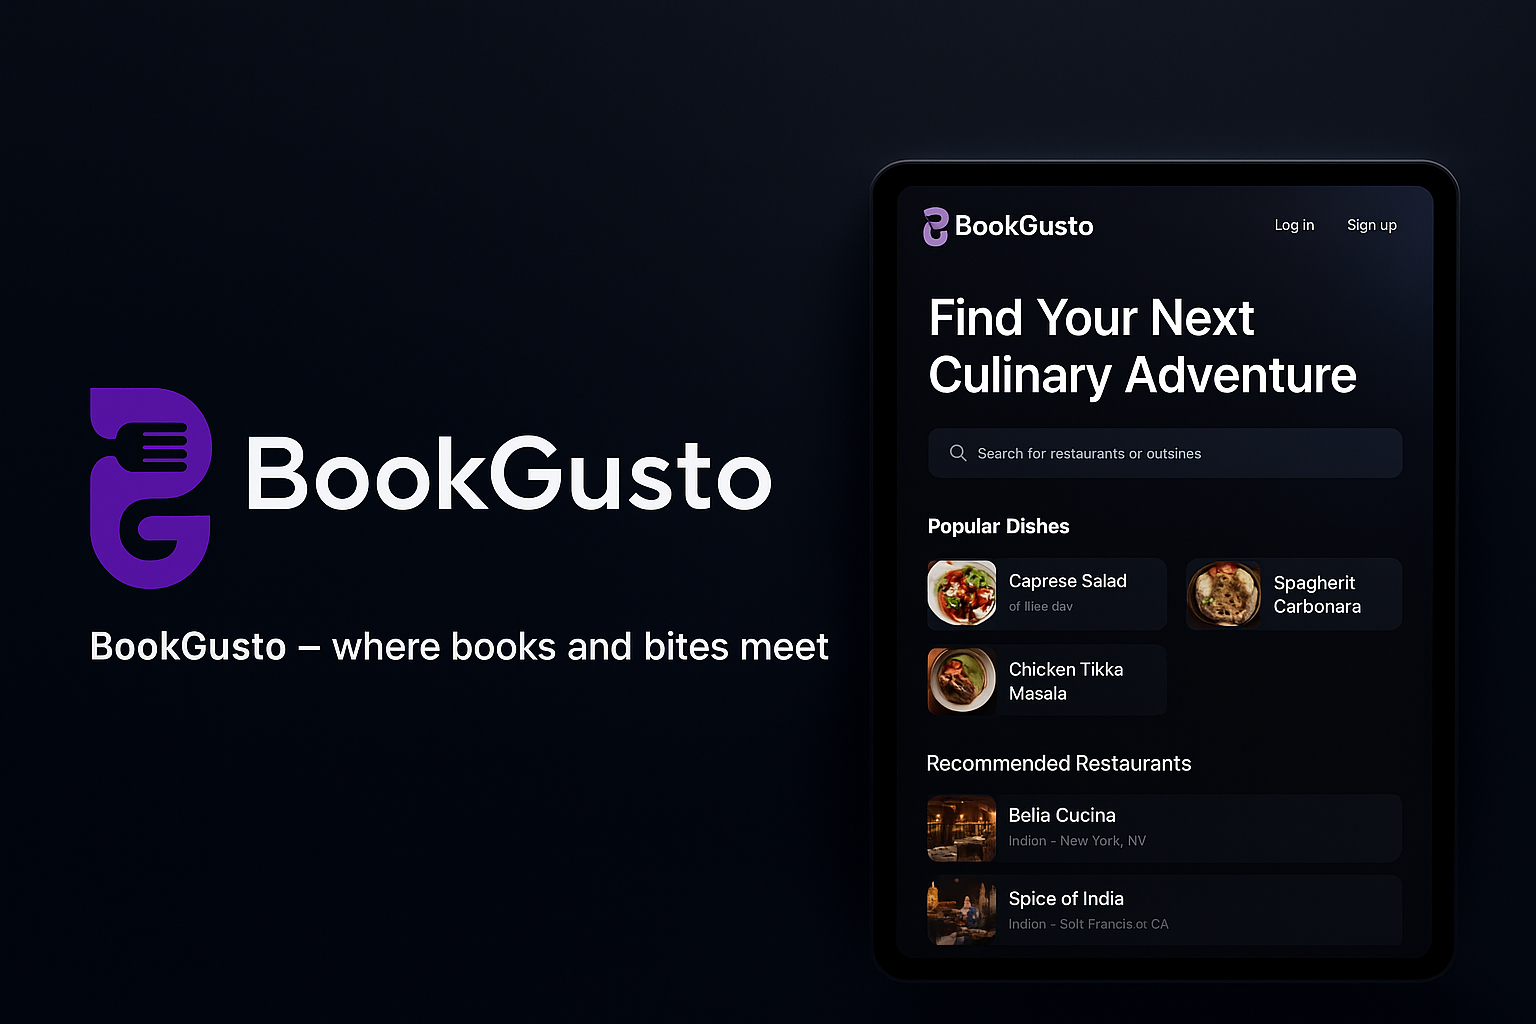 BookGusto
BookGusto – where books and bites meet
BookGusto
Log in
Sign up
Find Your Next
Culinary Adventure
Search for restaurants or outsines
Popular Dishes
Caprese Salad
of lliee dav
Spagherit
Carbonara
Chicken Tikka
Masala
Recommended Restaurants
Belia Cucina
Indion - New York, NV
Spice of India
Indion - Solt Francis.ot CA